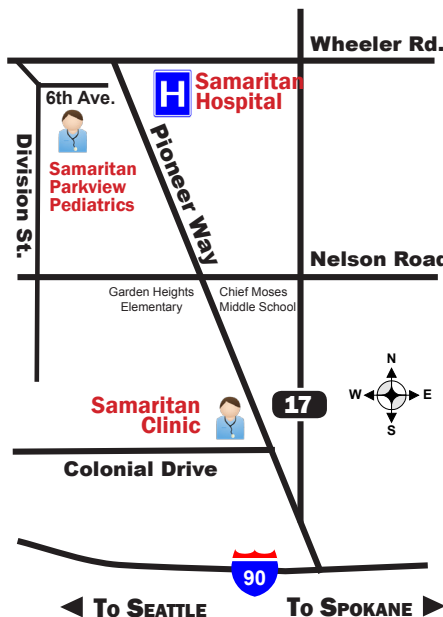 Wheeler Rd.
6th Ave.
H
Samaritan
Hospital
Samaritan
Parkview
Pediatrics
Division St.
Pioneer Way
Nelson Road
Garden Heights
Elementary
Chief Moses
Middle School
N
W
E
S
17
Samaritan
Clinic
Colonial Drive
90
To Seattle
To Spokane